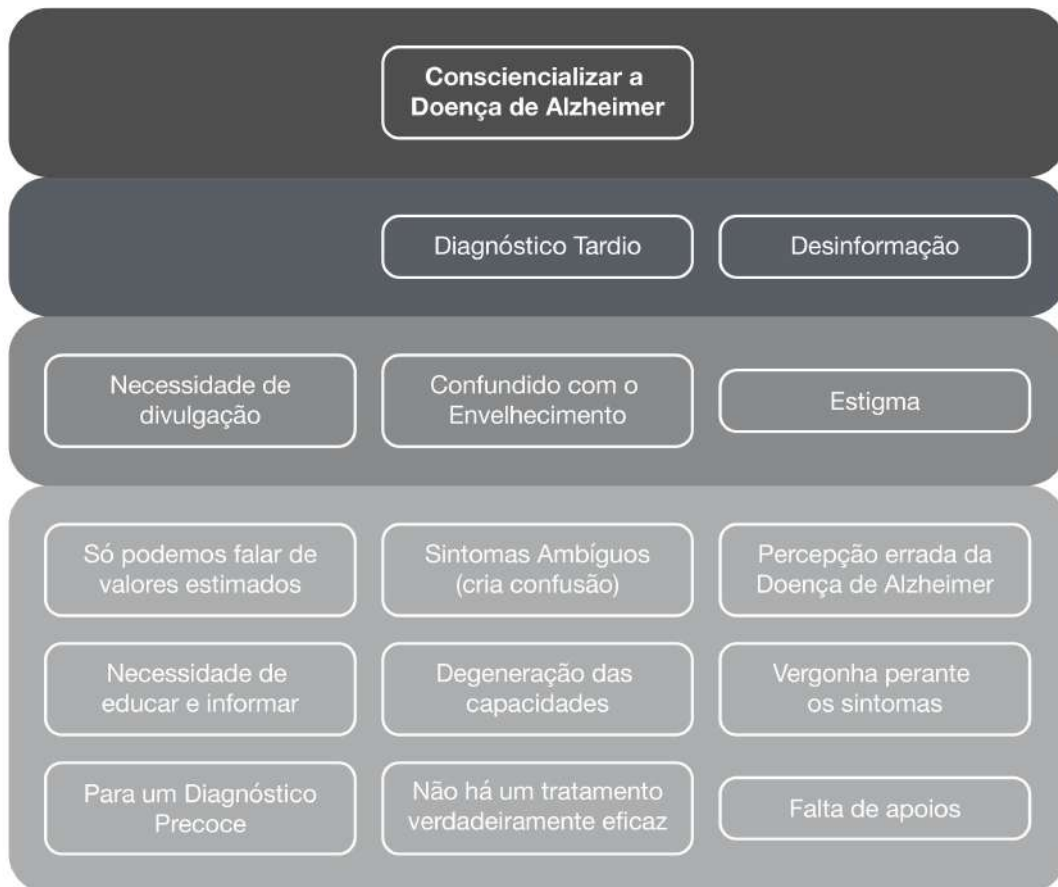 Consciencializar a
Doença de Alzheimer
Diagnóstico Tardio
Desinformação
Necessidade de
divulgação
Confundido com o
Envelhecimento
Estigma
Só podemos falar de
valores estimados
Sintomas Ambíguos
(cria confusão)
Percepção errada da
Doença de Alzheimer
Necessidade de
educar e informar
Degeneração das
capacidades
Vergonha perante
os sintomas
Para um Diagnóstico
Precoce
Não há um tratamento
verdadeiramente eficaz
Falta de apoios